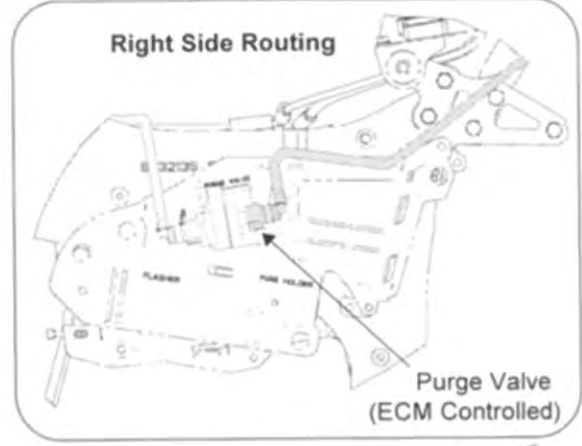 Right Side Routing
PURGE VALVE
FLASHER
FUSE HOLDER
Purge Valve
(ECM Controlled)